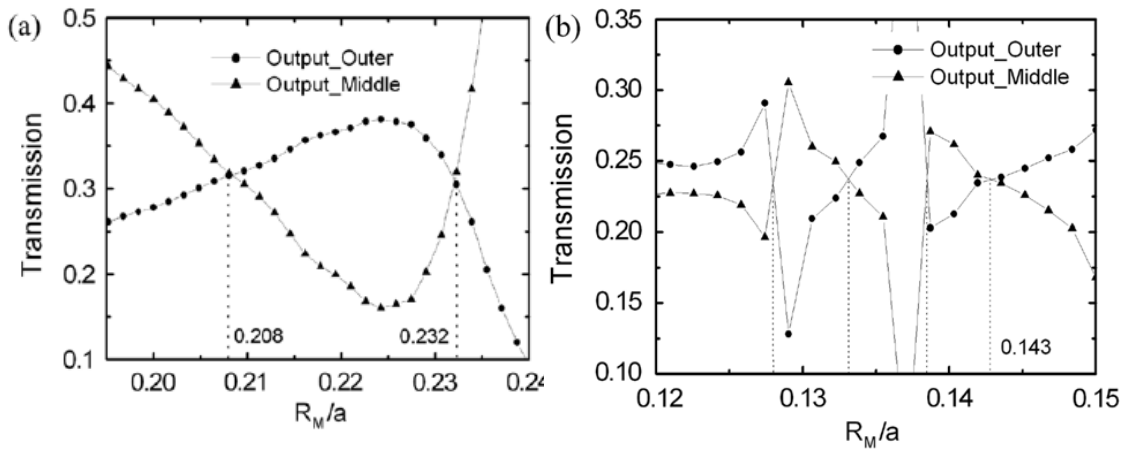 (a)
0.5
0.4
0.3
0.2
0.1
Transmission
Output_Outer
Output_Middle
0.208
0.232
0.20 0.21 0.22 0.23 0.24
R_M/a
(b)
0.35
0.30
0.25
0.20
0.15
0.10
Transmission
Output_Outer
Output_Middle
0.143
0.12 0.13 0.14 0.15
R_M/a